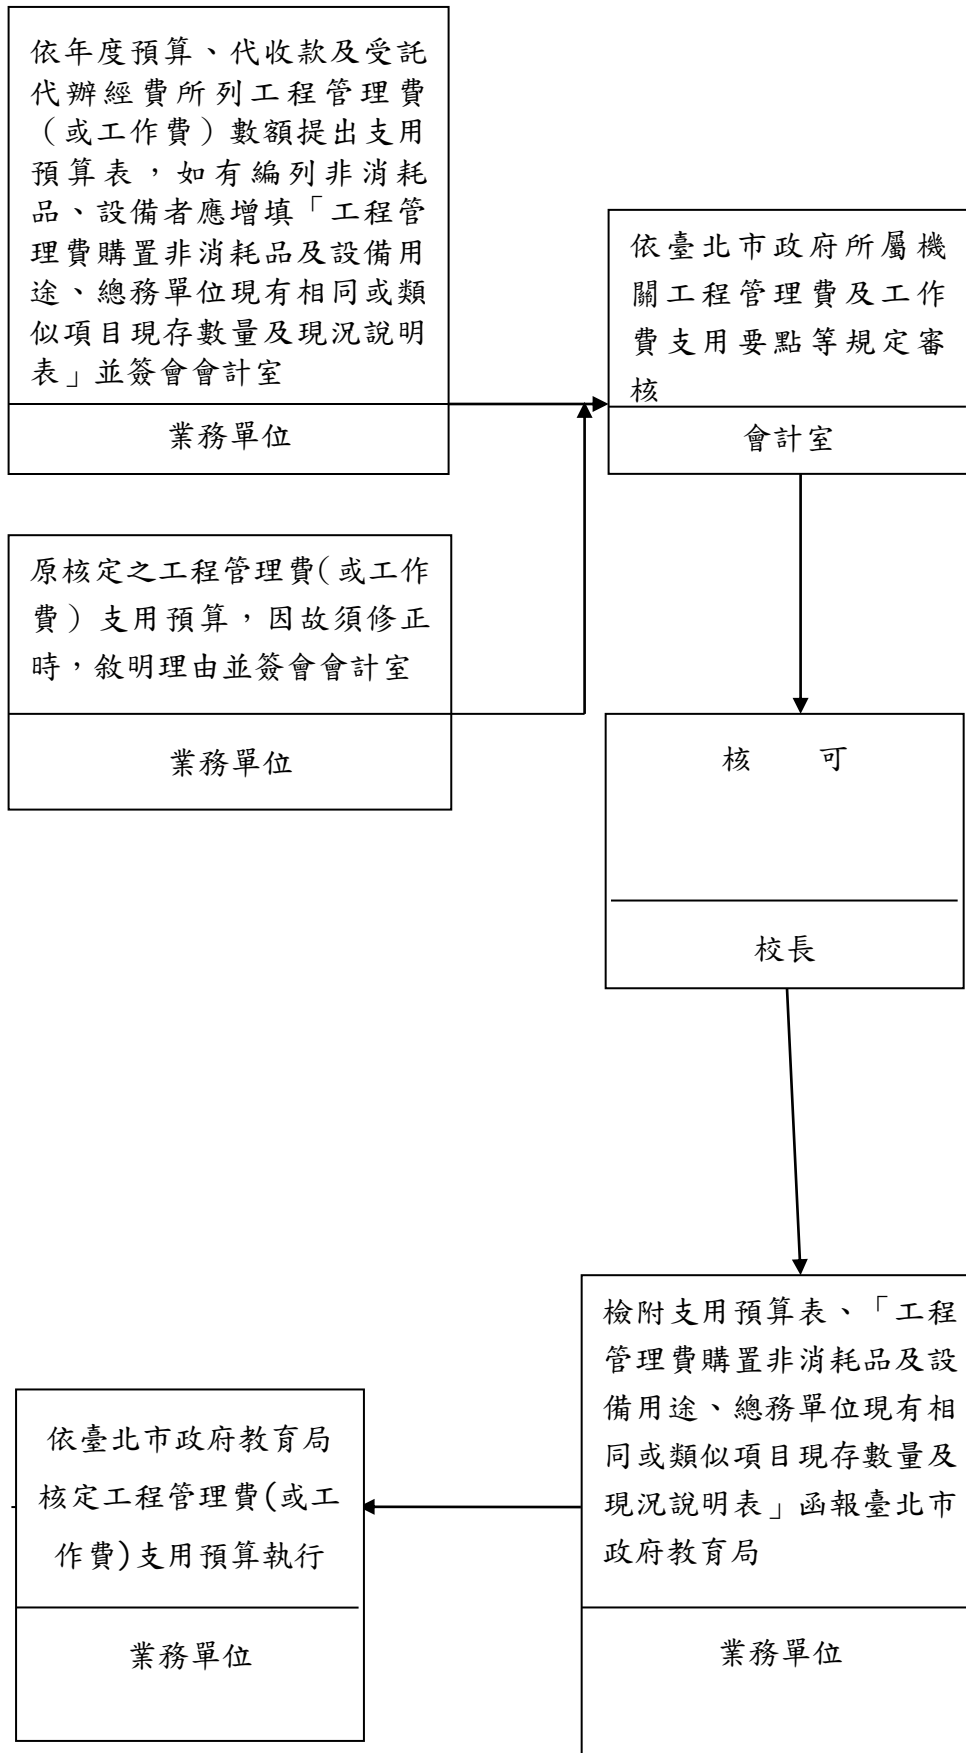 依年度預算、代收款及受託
代辦經費所列工程管理費
（或工作費）數額提出支用
預算表，如有編列非消耗
品、設備者應增填「工程管
理費購置非消耗品及設備用
途、總務單位現有相同或類
似項目現存數量及現況說明
表」並簽會會計室
業務單位
依臺北市政府所屬機
關工程管理費及工作
費支用要點等規定審
核
會計室
原核定之工程管理費(或工作
費）支用預算，因故須修正
時，敘明理由並簽會會計室
業務單位
核　可
校長
檢附支用預算表、「工程
管理費購置非消耗品及設
備用途、總務單位現有相
同或類似項目現存數量及
現況說明表」函報臺北市
政府教育局
業務單位
依臺北市政府教育局
核定工程管理費(或工
作費)支用預算執行
業務單位